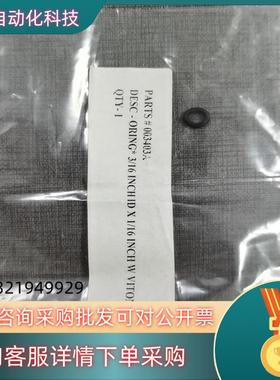 自动化科技
PARTS # 003403A
DESC - ORING* 3/16 INCH ID X 1/16 INCH W VITO
QTY- 1
821949929
咨询采购批发可对公开票
客服详情下单采购